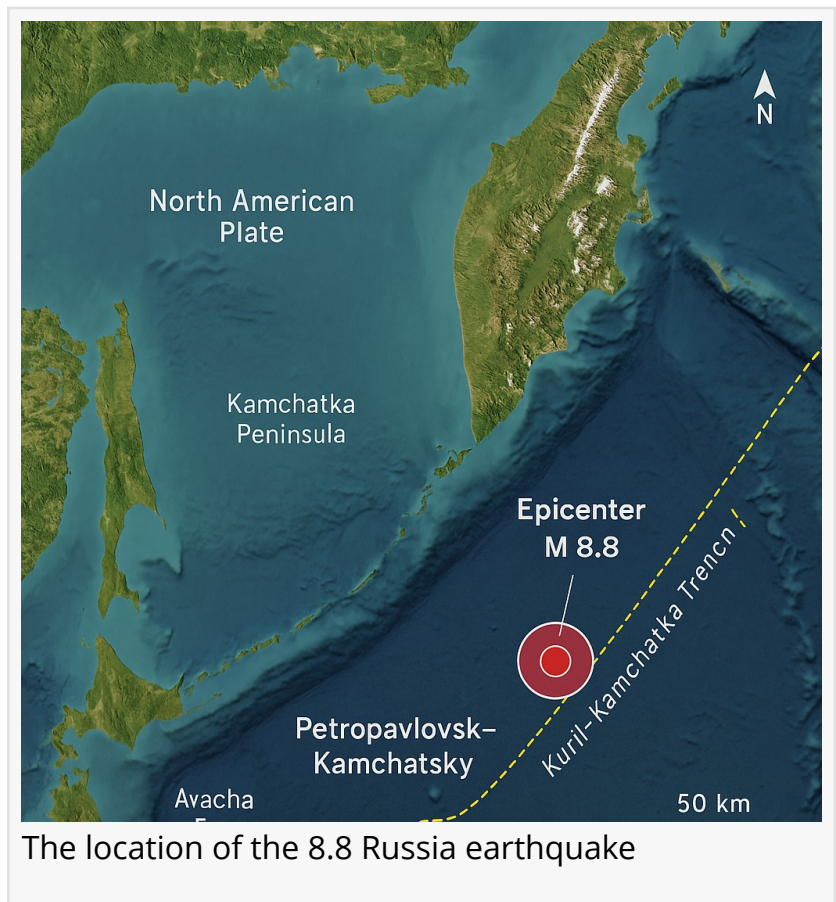 N
North American
Plate
Kamchatka
Peninsula
Epicenter
M 8.8
Kuril-Kamchatka Trencn
Petropavlovsk–
Kamchatsky
Avacha
50 km
The location of the 8.8 Russia earthquake